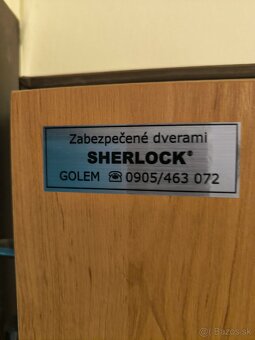 Zabezpečené dverami
SHERLOCK®
GOLEM ☎ 0905/463 072
Bazos.sk